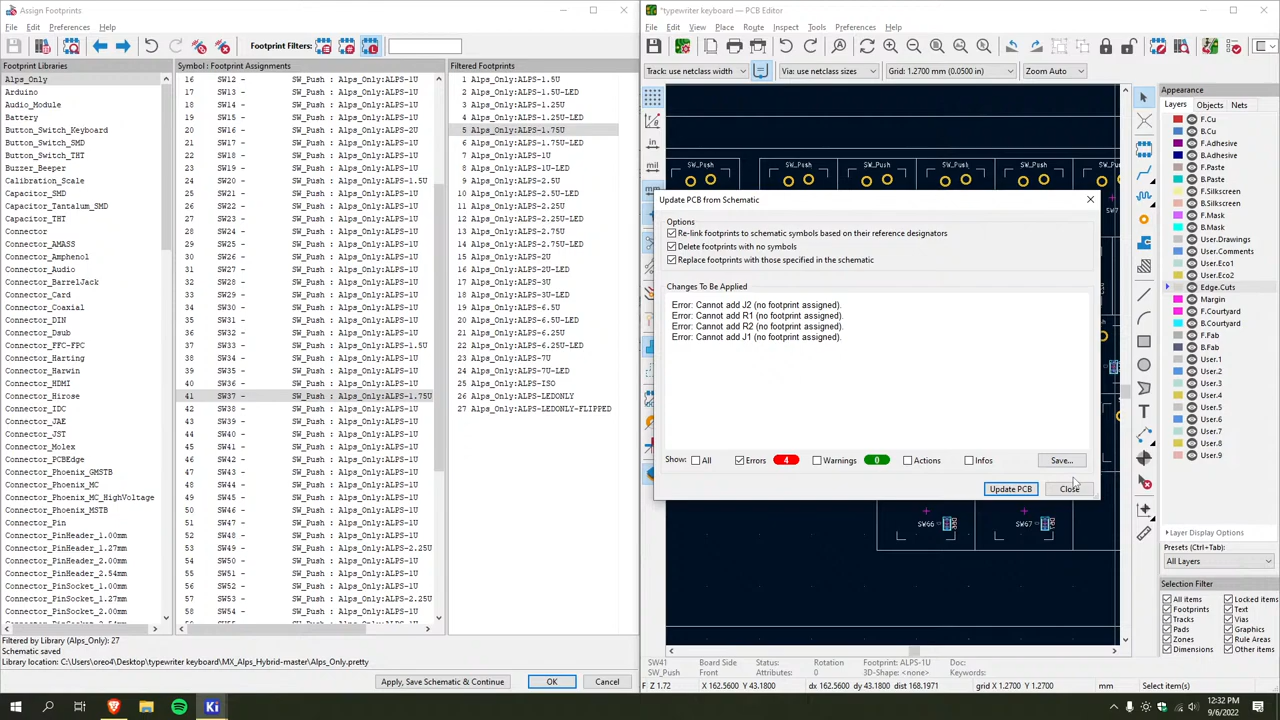 Assign Footprints
File Edit Preferences Help
Footprint Filters:
Footprint Libraries
Alps_Only
Arduino
Audio_Module
Battery
Button_Switch_Keyboard
Button_Switch_SMD
Button_Switch_THT
Buzzer_Beeper
Calibration_Scale
Capacitor_SMD
Capacitor_Tantalum_SMD
Capacitor_THT
Connector
Connector_AMASS
Connector_Amphenol
Connector_Audio
Connector_BarrelJack
Connector_Card
Connector_Coaxial
Connector_DIN
Connector_Dsub
Connector_FFC-FPC
Connector_Harting
Connector_Harwin
Connector_HDMI
Connector_Hirose
Connector_IDC
Connector_JAE
Connector_JST
Connector_Molex
Connector_PCBEdge
Connector_Phoenix_GMSTB
Connector_Phoenix_MC
Connector_Phoenix_MC_HighVoltage
Connector_Phoenix_MSTB
Connector_Pin
Connector_PinHeader_1.00mm
Connector_PinHeader_1.27mm
Connector_PinHeader_2.00mm
Connector_PinHeader_2.54mm
Connector_PinSocket_1.00mm
Connector_PinSocket_1.27mm
Connector_PinSocket_2.00mm
Symbol : Footprint Assignments
16 SW12 - SW_Push : Alps_Only:ALPS-1U
17 SW13 - SW_Push : Alps_Only:ALPS-1U
18 SW14 - SW_Push : Alps_Only:ALPS-1U
19 SW15 - SW_Push : Alps_Only:ALPS-1U
20 SW16 - SW_Push : Alps_Only:ALPS-2U
21 SW17 - SW_Push : Alps_Only:ALPS-1U
22 SW18 - SW_Push : Alps_Only:ALPS-1U
23 SW19 - SW_Push : Alps_Only:ALPS-1U
24 SW20 - SW_Push : Alps_Only:ALPS-1.5U
25 SW21 - SW_Push : Alps_Only:ALPS-1U
26 SW22 - SW_Push : Alps_Only:ALPS-1U
27 SW23 - SW_Push : Alps_Only:ALPS-1U
28 SW24 - SW_Push : Alps_Only:ALPS-1U
29 SW25 - SW_Push : Alps_Only:ALPS-1U
30 SW26 - SW_Push : Alps_Only:ALPS-1U
31 SW27 - SW_Push : Alps_Only:ALPS-1U
32 SW28 - SW_Push : Alps_Only:ALPS-1U
33 SW29 - SW_Push : Alps_Only:ALPS-1U
34 SW30 - SW_Push : Alps_Only:ALPS-1U
35 SW31 - SW_Push : Alps_Only:ALPS-1U
36 SW32 - SW_Push : Alps_Only:ALPS-1U
37 SW33 - SW_Push : Alps_Only:ALPS-1.5U
38 SW34 - SW_Push : Alps_Only:ALPS-1U
39 SW35 - SW_Push : Alps_Only:ALPS-1U
40 SW36 - SW_Push : Alps_Only:ALPS-1U
41 SW37 - SW_Push : Alps_Only:ALPS-1.75U
42 SW38 - SW_Push : Alps_Only:ALPS-1U
43 SW39 - SW_Push : Alps_Only:ALPS-1U
44 SW40 - SW_Push : Alps_Only:ALPS-1U
45 SW41 - SW_Push : Alps_Only:ALPS-1U
46 SW42 - SW_Push : Alps_Only:ALPS-1U
47 SW43 - SW_Push : Alps_Only:ALPS-1U
48 SW44 - SW_Push : Alps_Only:ALPS-1U
49 SW45 - SW_Push : Alps_Only:ALPS-1U
50 SW46 - SW_Push : Alps_Only:ALPS-1U
51 SW47 - SW_Push : Alps_Only:ALPS-1U
52 SW48 - SW_Push : Alps_Only:ALPS-1U
53 SW49 - SW_Push : Alps_Only:ALPS-2.25U
54 SW50 - SW_Push : Alps_Only:ALPS-1U
55 SW51 - SW_Push : Alps_Only:ALPS-1U
56 SW52 - SW_Push : Alps_Only:ALPS-1U
57 SW53 - SW_Push : Alps_Only:ALPS-2.25U
58 SW54 - SW_Push : Alps_Only:ALPS-1U
Filtered Footprints
1 Alps_Only:ALPS-1.5U
2 Alps_Only:ALPS-1.5U-LED
3 Alps_Only:ALPS-1.25U
4 Alps_Only:ALPS-1.25U-LED
5 Alps_Only:ALPS-1.75U
6 Alps_Only:ALPS-1.75U-LED
7 Alps_Only:ALPS-1U
8 Alps_Only:ALPS-1U-LED
9 Alps_Only:ALPS-2.5U
10 Alps_Only:ALPS-2.5U-LED
11 Alps_Only:ALPS-2.25U
12 Alps_Only:ALPS-2.25U-LED
13 Alps_Only:ALPS-2.75U
14 Alps_Only:ALPS-2.75U-LED
15 Alps_Only:ALPS-2U
16 Alps_Only:ALPS-2U-LED
17 Alps_Only:ALPS-3U
18 Alps_Only:ALPS-3U-LED
19 Alps_Only:ALPS-6.5U
20 Alps_Only:ALPS-6.5U-LED
21 Alps_Only:ALPS-6.25U
22 Alps_Only:ALPS-6.25U-LED
23 Alps_Only:ALPS-7U
24 Alps_Only:ALPS-7U-LED
25 Alps_Only:ALPS-ISO
26 Alps_Only:ALPS-LEDONLY
27 Alps_Only:ALPS-LEDONLY-FLIPPED
Filtered by Library (Alps_Only): 27
Schematic saved
Library location: C:\Users\oreo4\Desktop\typewriter keyboard\MX_Alps_Hybrid-master\Alps_Only.pretty
Apply, Save Schematic & Continue OK Cancel
*typewriter keyboard — PCB Editor
File Edit View Place Route Inspect Tools Preferences Help
Track: use netclass width Via: use netclass sizes Grid: 1.2700 mm (0.0500 in) Zoom Auto
in
mil
mm
SW_Push SW_Push SW_Push SW_Push SW_Push
Update PCB from Schematic
Options
Re-link footprints to schematic symbols based on their reference designators
Delete footprints with no symbols
Replace footprints with those specified in the schematic
Changes To Be Applied
Error: Cannot add J2 (no footprint assigned).
Error: Cannot add R1 (no footprint assigned).
Error: Cannot add R2 (no footprint assigned).
Error: Cannot add J1 (no footprint assigned).
Show: All Errors 4 Warnings 0 Actions Infos Save...
Update PCB Close
SW66 SW67
Appearance
Layers Objects Nets
F.Cu
B.Cu
F.Adhesive
B.Adhesive
F.Paste
B.Paste
F.Silkscreen
B.Silkscreen
F.Mask
B.Mask
User.Drawings
User.Comments
User.Eco1
User.Eco2
Edge.Cuts
Margin
F.Courtyard
B.Courtyard
F.Fab
B.Fab
User.1
User.2
User.3
User.4
User.5
User.6
User.7
User.8
User.9
Layer Display Options
Presets (Ctrl+Tab):
All Layers
Selection Filter
All items Locked items
Footprints Text
Tracks Vias
Pads Graphics
Zones Rule Areas
Dimensions Other items
SW41 Board Side Status: Rotation Footprint: ALPS-1U Doc:
SW_Push Attributes: 0 3D-Shape: <none> Keywords:
F Z 1.72 X 162.5600 Y 43.1800 dx 162.5600 dy 43.1800 dist 168.1971 grid X 1.2700 Y 1.2700 mm Select item(s)
12:32 PM
9/6/2022